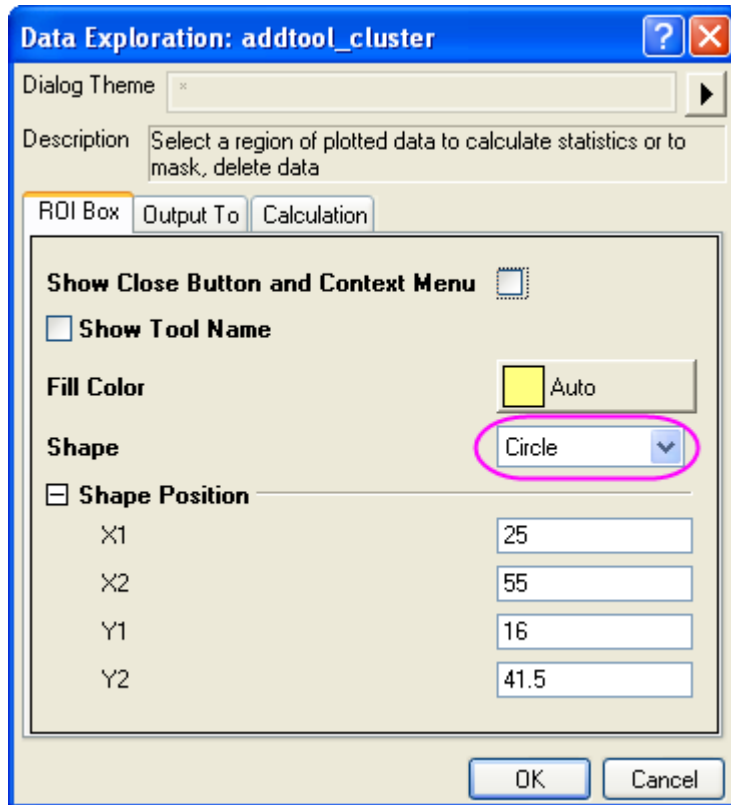 Data Exploration: addtool_cluster
Dialog Theme *
Description Select a region of plotted data to calculate statistics or to
mask, delete data
ROI Box Output To Calculation
Show Close Button and Context Menu
Show Tool Name
Fill Color Auto
Shape Circle
Shape Position
X1 25
X2 55
Y1 16
Y2 41.5
OK Cancel